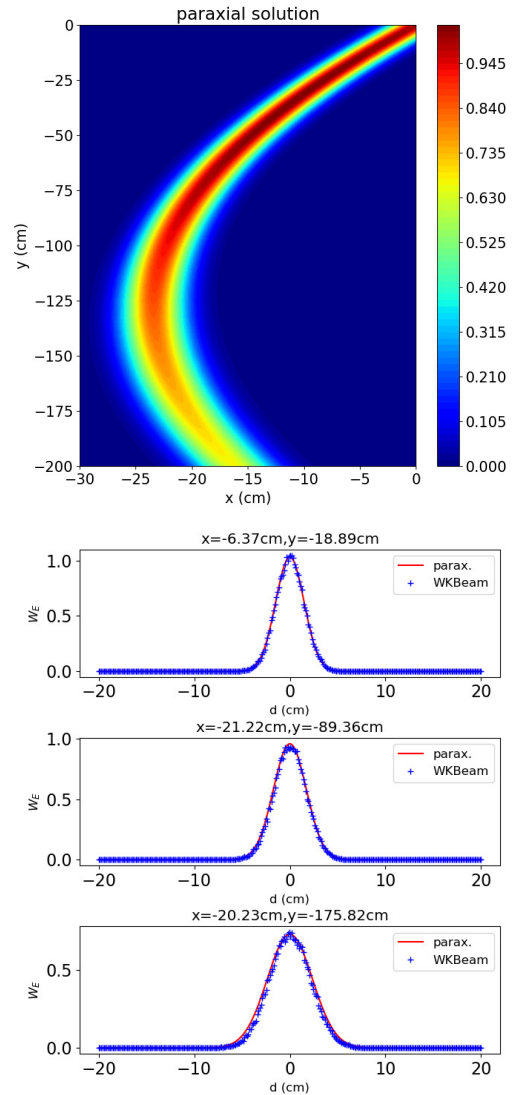 paraxial solution
0
−25
−50
−75
−100
−125
−150
−175
−200
y (cm)
−30
−25
−20
−15
−10
−5
0
x (cm)
0.945
0.840
0.735
0.630
0.525
0.420
0.315
0.210
0.105
0.000
x=-6.37cm,y=-18.89cm
1.0
0.5
0.0
W_E
parax.
WKBeam
−20
−10
0
10
20
d (cm)
x=-21.22cm,y=-89.36cm
1.0
0.5
0.0
W_E
parax.
WKBeam
−20
−10
0
10
20
d (cm)
x=-20.23cm,y=-175.82cm
0.5
0.0
W_E
parax.
WKBeam
−20
−10
0
10
20
d (cm)